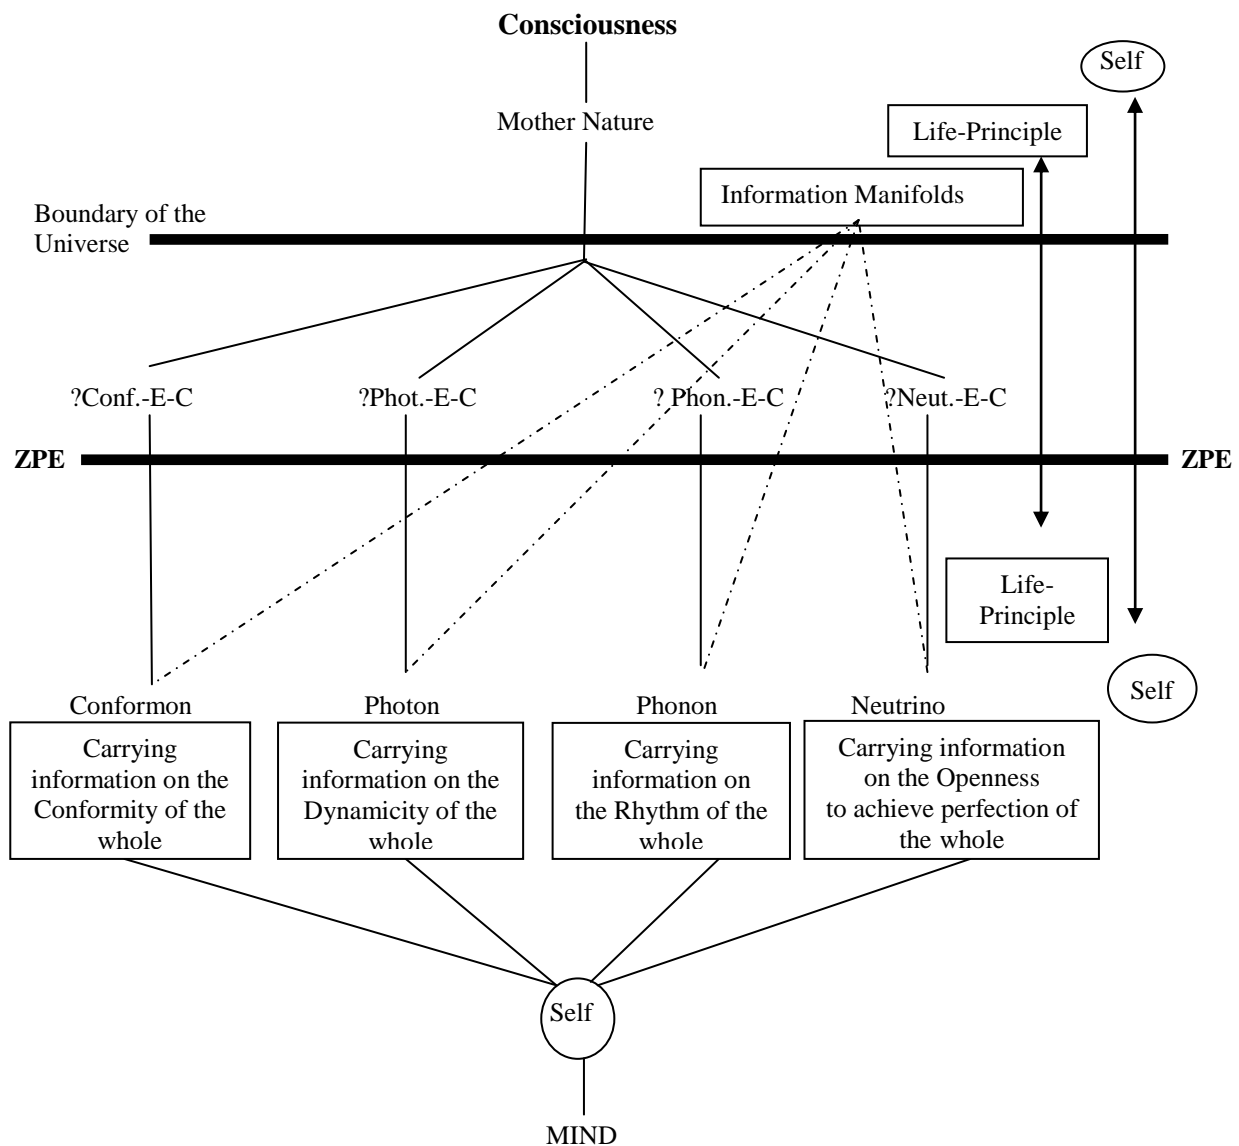 Consciousness
Self
Mother Nature
Life-Principle
Information Manifolds
Boundary of the
Universe
?Conf.-E-C
?Phot.-E-C
? Phon.-E-C
?Neut.-E-C
ZPE
ZPE
Life-
Principle
Self
Conformon
Photon
Phonon
Neutrino
Carrying
information on the
Conformity of the
whole
Carrying
information on the
Dynamicity of the
whole
Carrying
information on
the Rhythm of the
whole
Carrying information
on the Openness
to achieve perfection of
the whole
Self
MIND